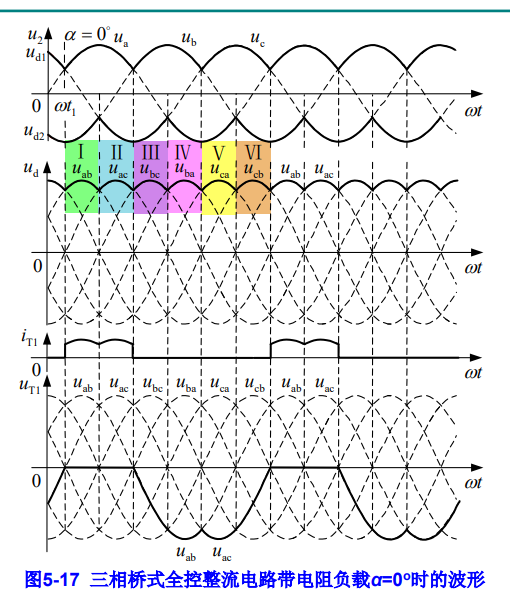 u2 α = 0° ua ub uc
ud1
0 ωt1 ωt
ud2
I II III IV V VI
ud uab uac ubc uba uca ucb uab uac
0 ωt
iT1
0 ωt
uT1 uab uac ubc uba uca ucb uab uac
0 ωt
uab uac
图5-17 三相桥式全控整流电路带电阻负载α=0°时的波形